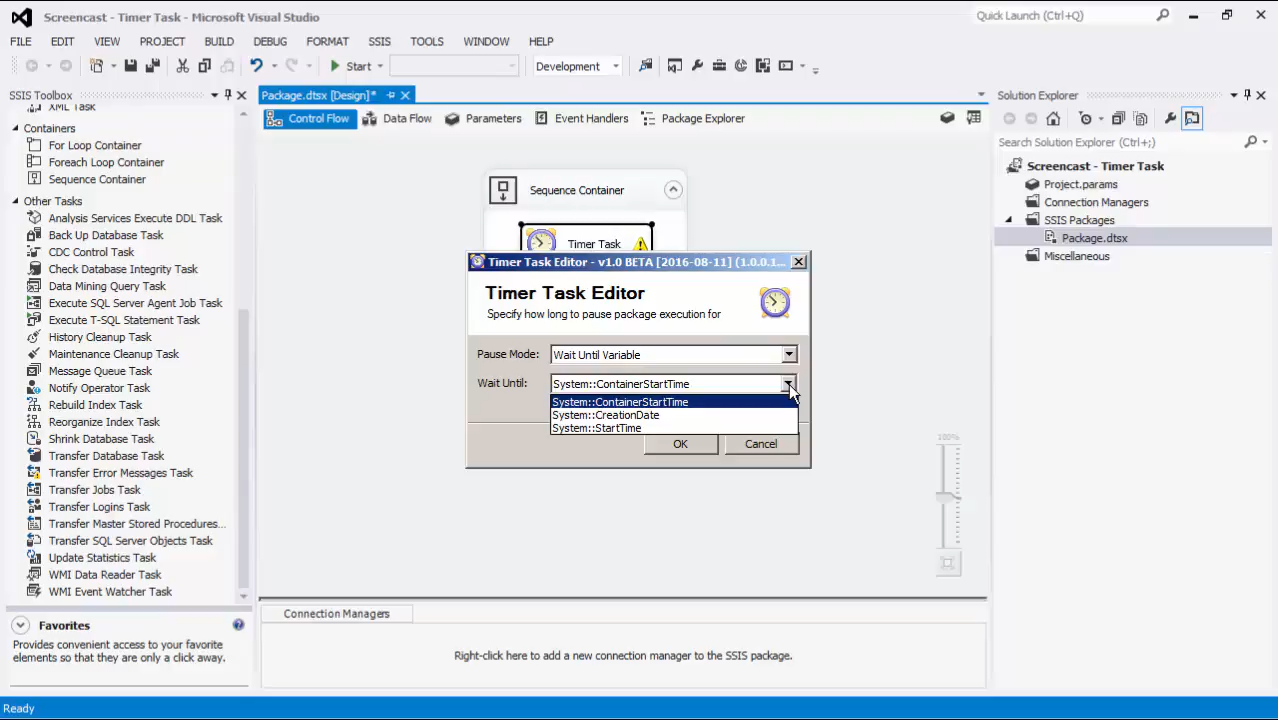 Screencast - Timer Task - Microsoft Visual Studio
Quick Launch (Ctrl+Q)
FILE EDIT VIEW PROJECT BUILD DEBUG FORMAT SSIS TOOLS WINDOW HELP
Start
Development
SSIS Toolbox
XML Task
Containers
For Loop Container
Foreach Loop Container
Sequence Container
Other Tasks
Analysis Services Execute DDL Task
Back Up Database Task
CDC Control Task
Check Database Integrity Task
Data Mining Query Task
Execute SQL Server Agent Job Task
Execute T-SQL Statement Task
History Cleanup Task
Maintenance Cleanup Task
Message Queue Task
Notify Operator Task
Rebuild Index Task
Reorganize Index Task
Shrink Database Task
Transfer Database Task
Transfer Error Messages Task
Transfer Jobs Task
Transfer Logins Task
Transfer Master Stored Procedures...
Transfer SQL Server Objects Task
Update Statistics Task
WMI Data Reader Task
WMI Event Watcher Task
Favorites
Provides convenient access to your favorite
elements so that they are only a click away.
Package.dtsx [Design]*
Control Flow Data Flow Parameters Event Handlers Package Explorer
Sequence Container
Timer Task
Timer Task Editor - v1.0 BETA [2016-08-11] (1.0.0.1...
Timer Task Editor
Specify how long to pause package execution for
Pause Mode: Wait Until Variable
Wait Until: System::ContainerStartTime
System::ContainerStartTime
System::CreationDate
System::StartTime
OK Cancel
100%
Connection Managers
Right-click here to add a new connection manager to the SSIS package.
Solution Explorer
Search Solution Explorer (Ctrl+;)
Screencast - Timer Task
Project.params
Connection Managers
SSIS Packages
Package.dtsx
Miscellaneous
Ready